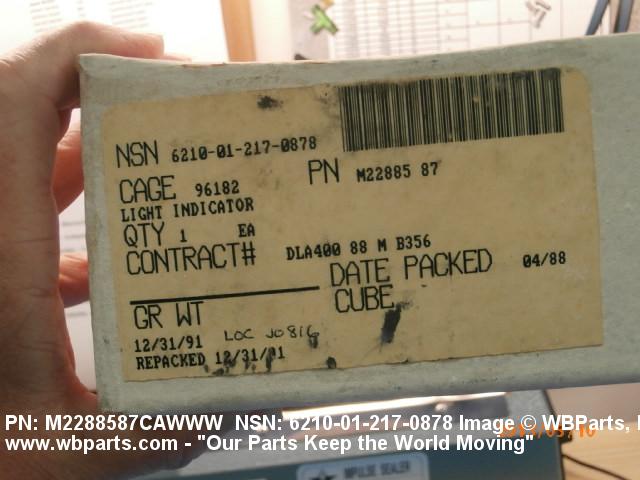 NSN 6210-01-217-0878
PN M22885 87
CAGE 96182
LIGHT INDICATOR
QTY 1 EA
CONTRACT# DLA400 88 M B356
DATE PACKED 04/88
CUBE
GR WT
12/31/91 LOC J0816
REPACKED 12/31/91
PN: M2288587CAWWW NSN: 6210-01-217-0878 Image © WBParts,
www.wbparts.com - "Our Parts Keep the World Moving"
IMPULSE SEALER